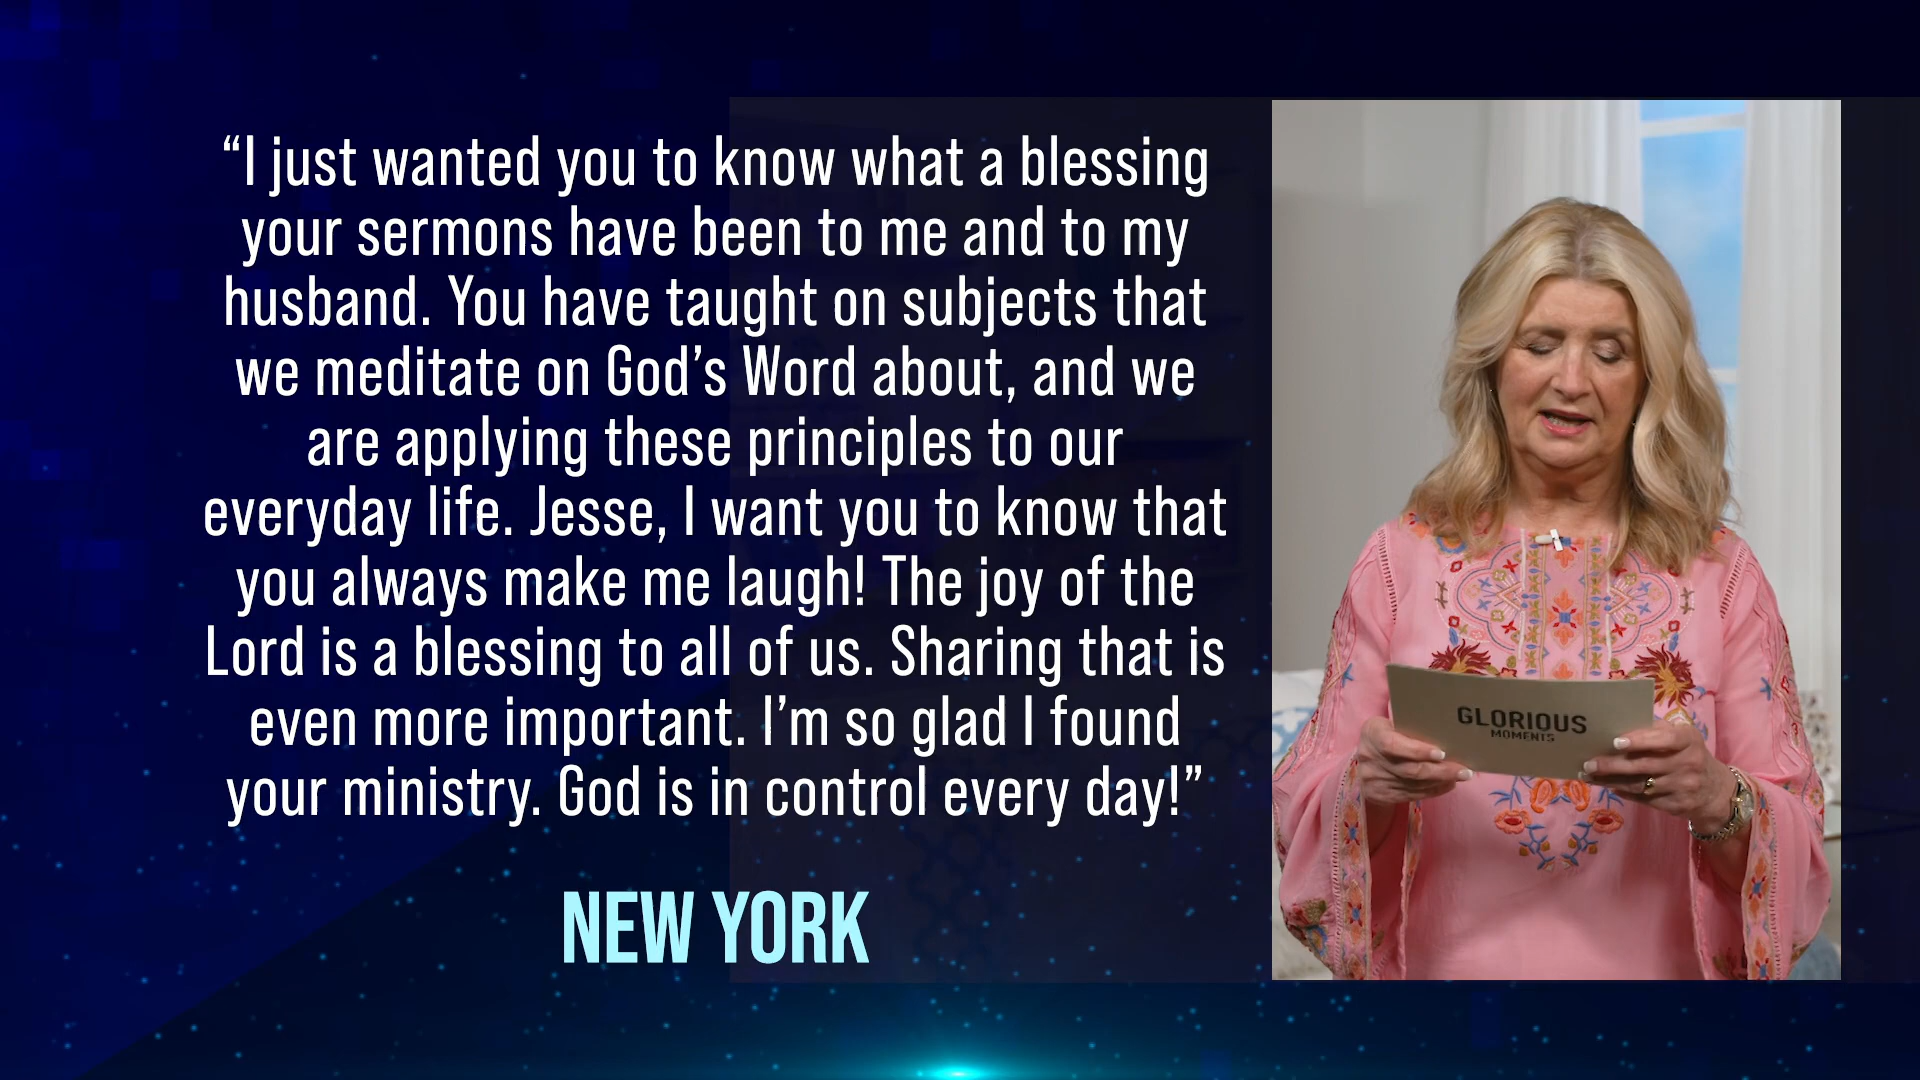 “I just wanted you to know what a blessing
your sermons have been to me and to my
husband. You have taught on subjects that
we meditate on God’s Word about, and we
are applying these principles to our
everyday life. Jesse, I want you to know that
you always make me laugh! The joy of the
Lord is a blessing to all of us. Sharing that is
even more important. I’m so glad I found
your ministry. God is in control every day!”
NEW YORK
GLORIOUS
MOMENTS